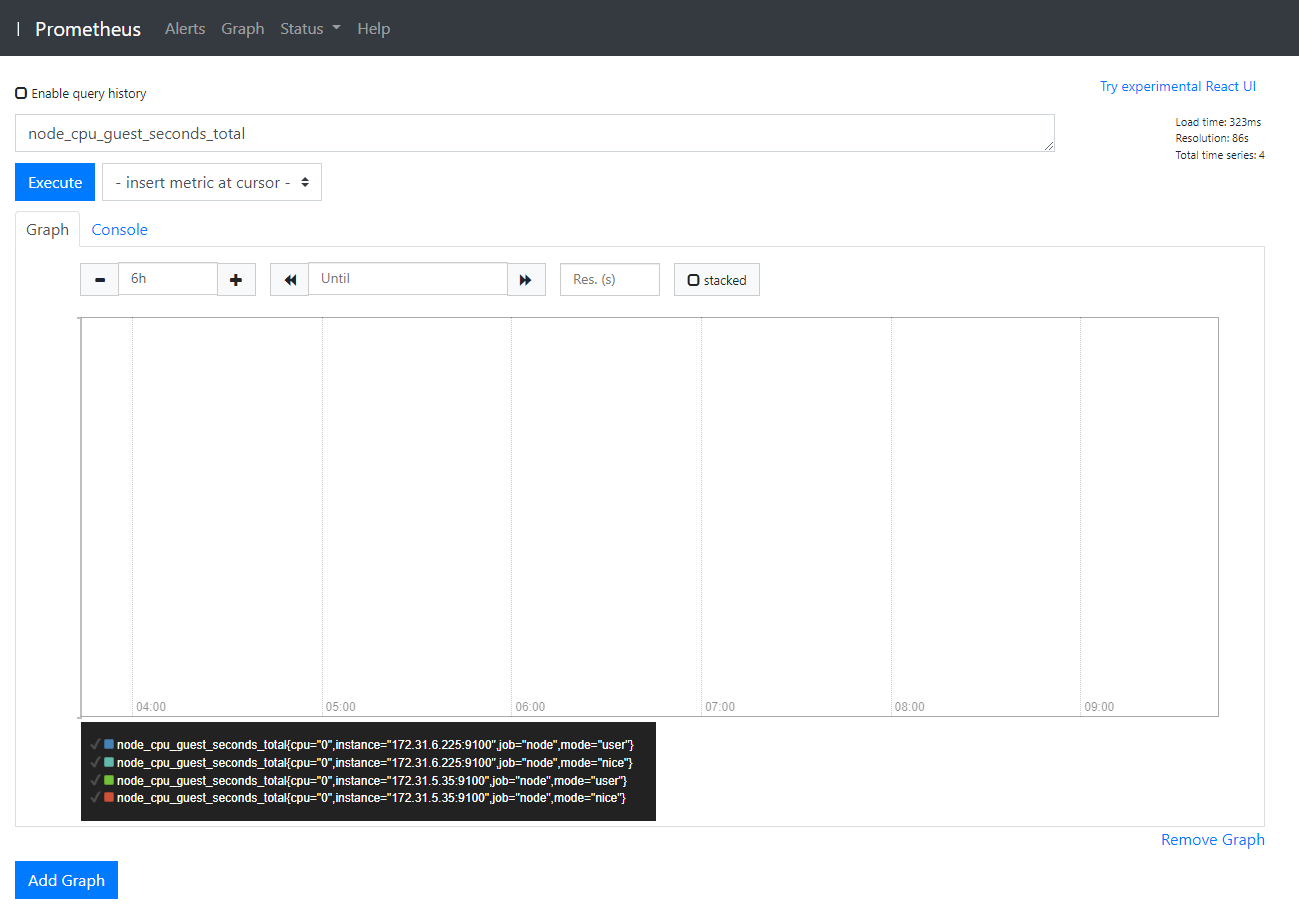 Prometheus Alerts Graph Status Help
Enable query history
Try experimental React UI
node_cpu_guest_seconds_total
Load time: 323ms
Resolution: 86s
Total time series: 4
Execute - insert metric at cursor -
Graph Console
6h Until Res. (s) stacked
04:00 05:00 06:00 07:00 08:00 09:00
node_cpu_guest_seconds_total{cpu="0",instance="172.31.6.225:9100",job="node",mode="user"}
node_cpu_guest_seconds_total{cpu="0",instance="172.31.6.225:9100",job="node",mode="nice"}
node_cpu_guest_seconds_total{cpu="0",instance="172.31.5.35:9100",job="node",mode="user"}
node_cpu_guest_seconds_total{cpu="0",instance="172.31.5.35:9100",job="node",mode="nice"}
Remove Graph
Add Graph